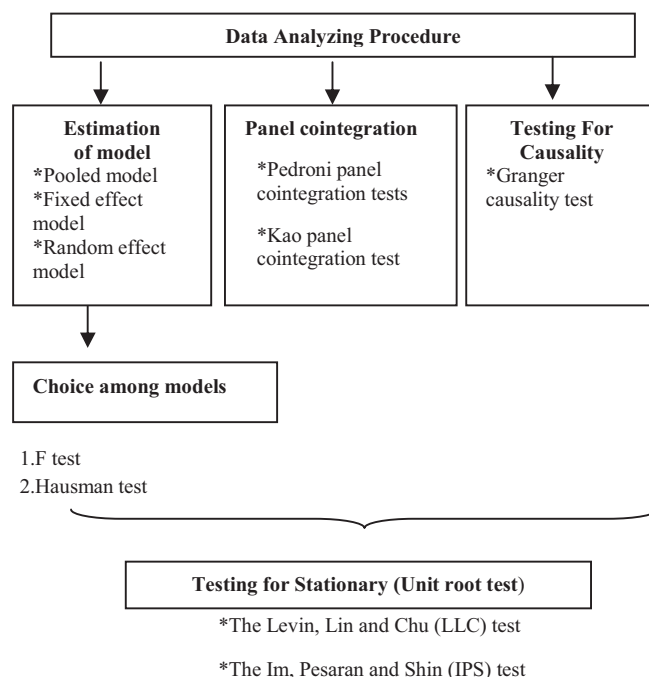 Data Analyzing Procedure
Estimation
of model
*Pooled model
*Fixed effect
model
*Random effect
model
Panel cointegration
*Pedroni panel
cointegration tests
*Kao panel
cointegration test
Testing For
Causality
*Granger
causality test
Choice among models
1.F test
2.Hausman test
Testing for Stationary (Unit root test)
*The Levin, Lin and Chu (LLC) test
*The Im, Pesaran and Shin (IPS) test